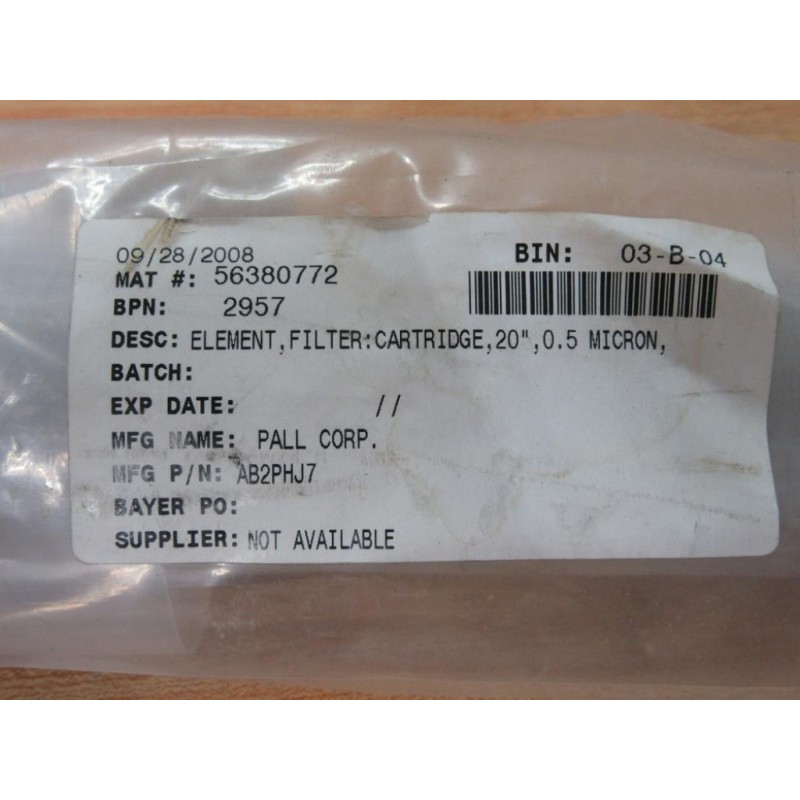 09/28/2008 BIN: 03-B-04
MAT #: 56380772
BPN: 2957
DESC: ELEMENT,FILTER:CARTRIDGE,20",0.5 MICRON,
BATCH:
EXP DATE: //
MFG NAME: PALL CORP.
MFG P/N: AB2PHJ7
BAYER PO:
SUPPLIER: NOT AVAILABLE